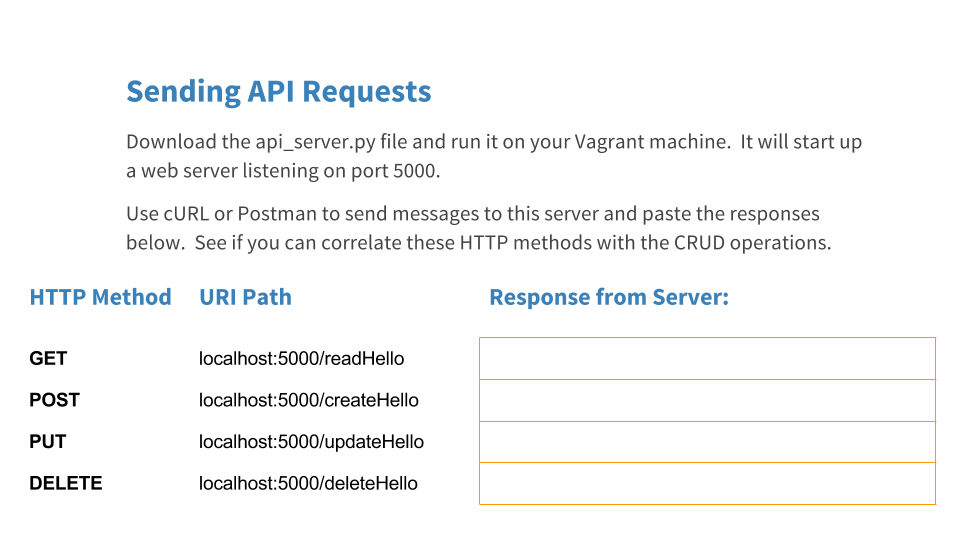 Sending API Requests
Download the api_server.py file and run it on your Vagrant machine.  It will start up
a web server listening on port 5000.
Use cURL or Postman to send messages to this server and paste the responses
below.  See if you can correlate these HTTP methods with the CRUD operations.
HTTP Method URI Path Response from Server:
GET localhost:5000/readHello
POST localhost:5000/createHello
PUT localhost:5000/updateHello
DELETE localhost:5000/deleteHello